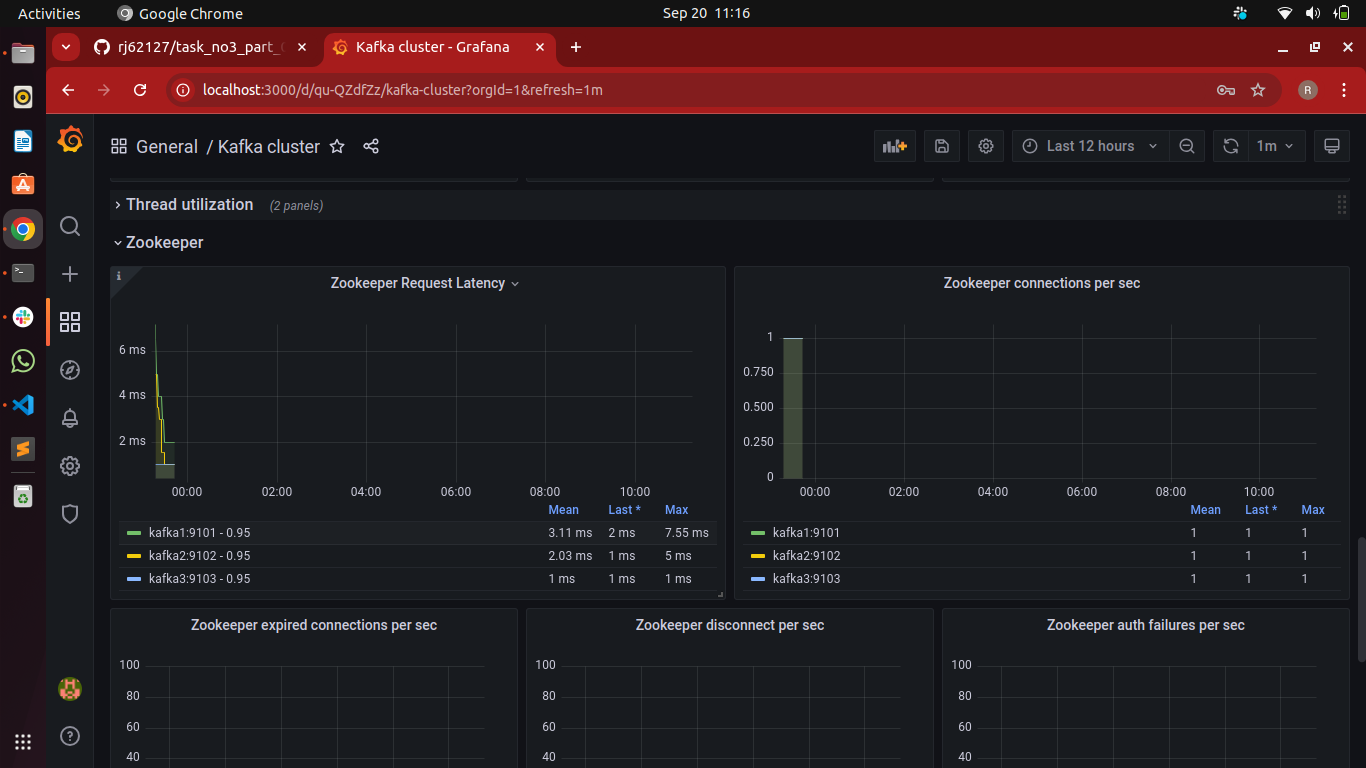 Activities Google Chrome Sep 20 11:16
rj62127/task_no3_part_ Kafka cluster - Grafana
localhost:3000/d/qu-QZdfZz/kafka-cluster?orgId=1&refresh=1m R
General / Kafka cluster Last 12 hours 1m
Thread utilization (2 panels)
Zookeeper
Zookeeper Request Latency
6 ms
4 ms
2 ms
00:00 02:00 04:00 06:00 08:00 10:00
Mean Last * Max
kafka1:9101 - 0.95 3.11 ms 2 ms 7.55 ms
kafka2:9102 - 0.95 2.03 ms 1 ms 5 ms
kafka3:9103 - 0.95 1 ms 1 ms 1 ms
Zookeeper connections per sec
1
0.750
0.500
0.250
0
00:00 02:00 04:00 06:00 08:00 10:00
Mean Last * Max
kafka1:9101 1 1 1
kafka2:9102 1 1 1
kafka3:9103 1 1 1
Zookeeper expired connections per sec
100
80
60
40
Zookeeper disconnect per sec
100
80
60
40
Zookeeper auth failures per sec
100
80
60
40